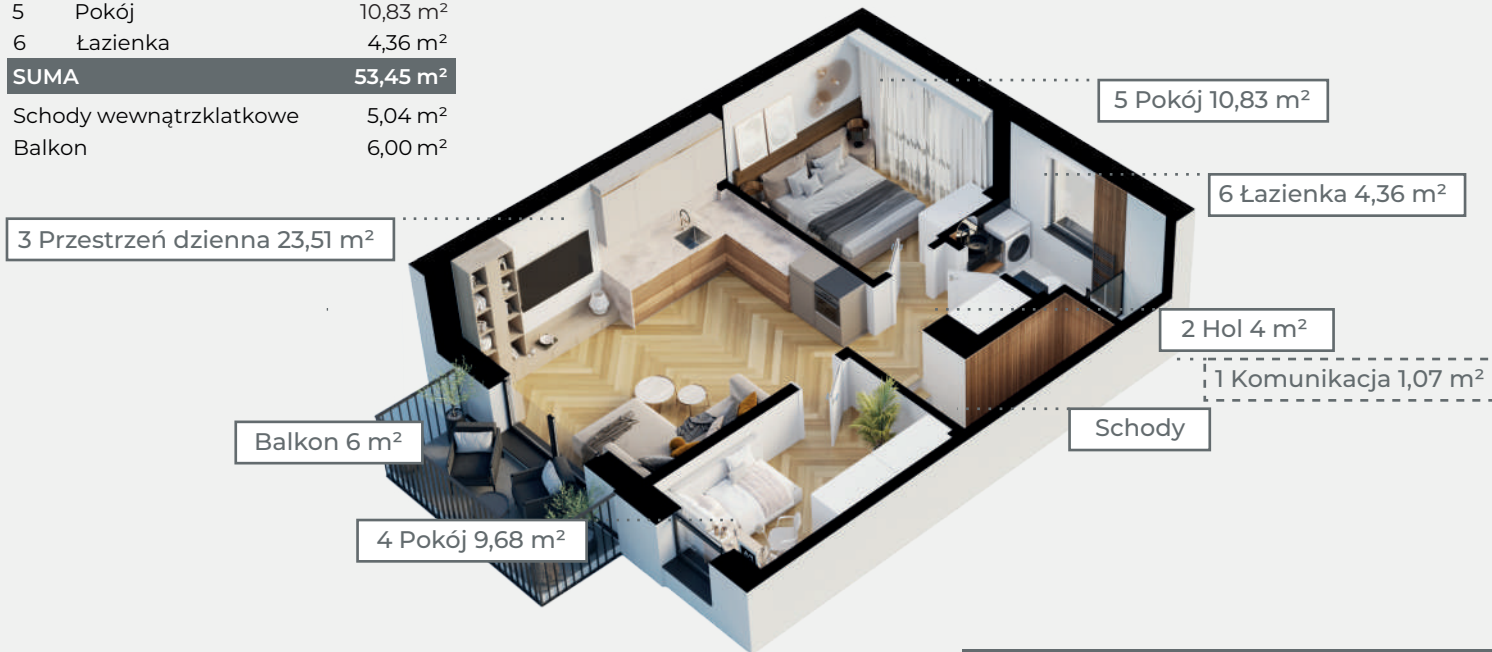 5 Pokój 10,83 m²
6 Łazienka 4,36 m²
SUMA 53,45 m²
Schody wewnątrzklatkowe 5,04 m²
Balkon 6,00 m²
5 Pokój 10,83 m²
6 Łazienka 4,36 m²
3 Przestrzeń dzienna 23,51 m²
2 Hol 4 m²
1 Komunikacja 1,07 m²
Schody
Balkon 6 m²
4 Pokój 9,68 m²